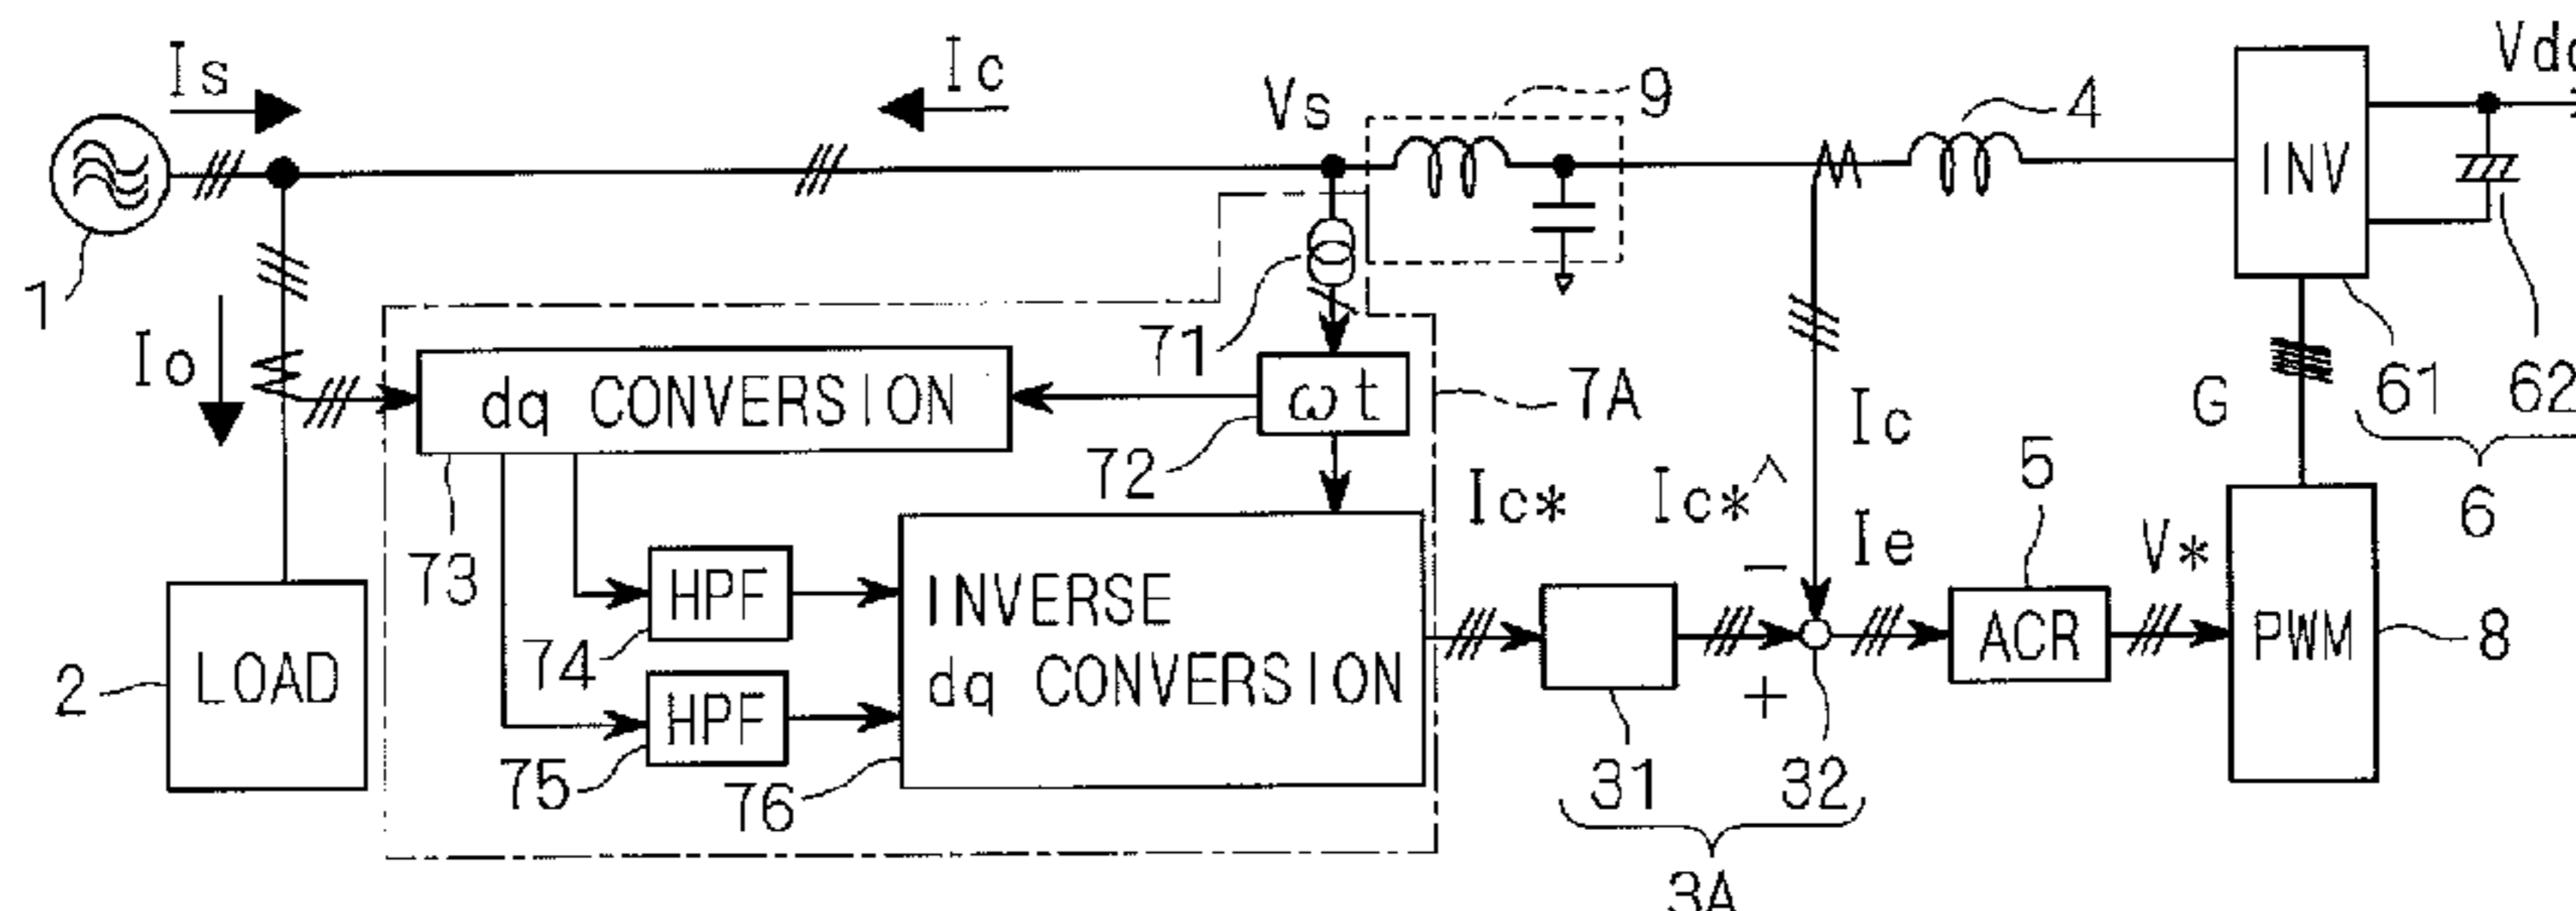 Is
Ic
Vs
9
4
INV
Vdc
1
Io
71
dq CONVERSION
ωt
7A
72
73
Ic
Ic*
Ic*^
Ie
G
61
62
6
5
V*
HPF
74
HPF
75
INVERSE
dq CONVERSION
76
−
+
ACR
PWM
8
2
LOAD
31
32
3A